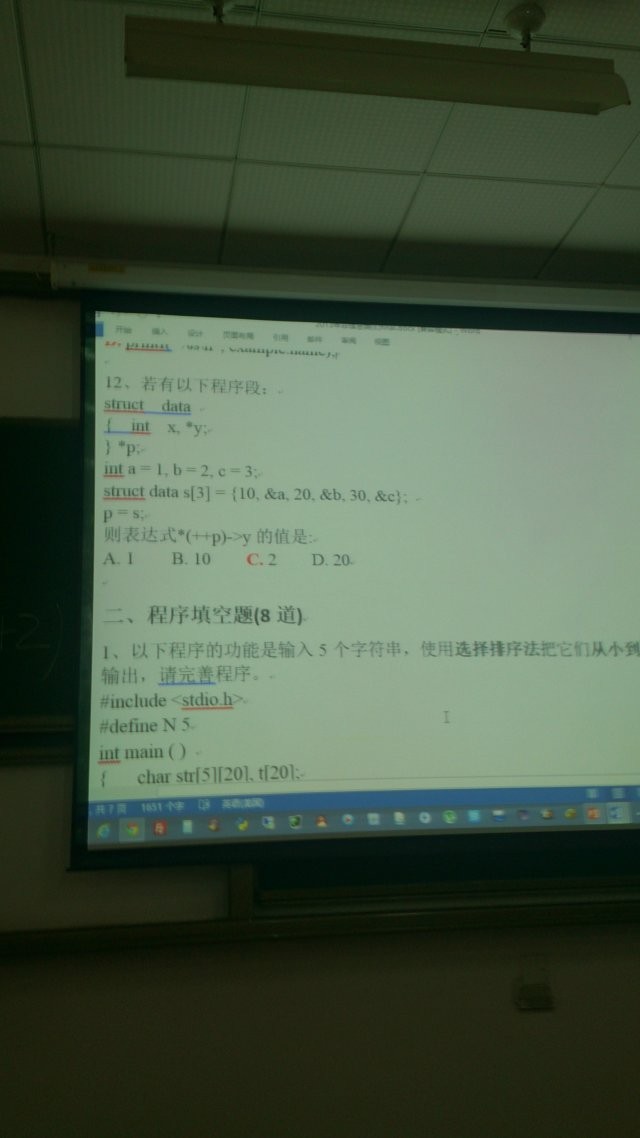 开始 插入 设计 页面布局 引用 邮件 审阅 视图
12、若有以下程序段：
struct data
{ int x, *y;
} *p;
int a = 1, b = 2, c = 3;
struct data s[3] = {10, &a, 20, &b, 30, &c};
p = s;
则表达式*(++p)->y 的值是:
A. 1 B. 10 C. 2 D. 20
二、程序填空题(8 道)
1、以下程序的功能是输入 5 个字符串，使用选择排序法把它们从小到
输出，请完善程序。
#include <stdio.h>
#define N 5
int main ( )
{ char str[5][20], t[20];
共 7 页 1651 个字 英语(美国)